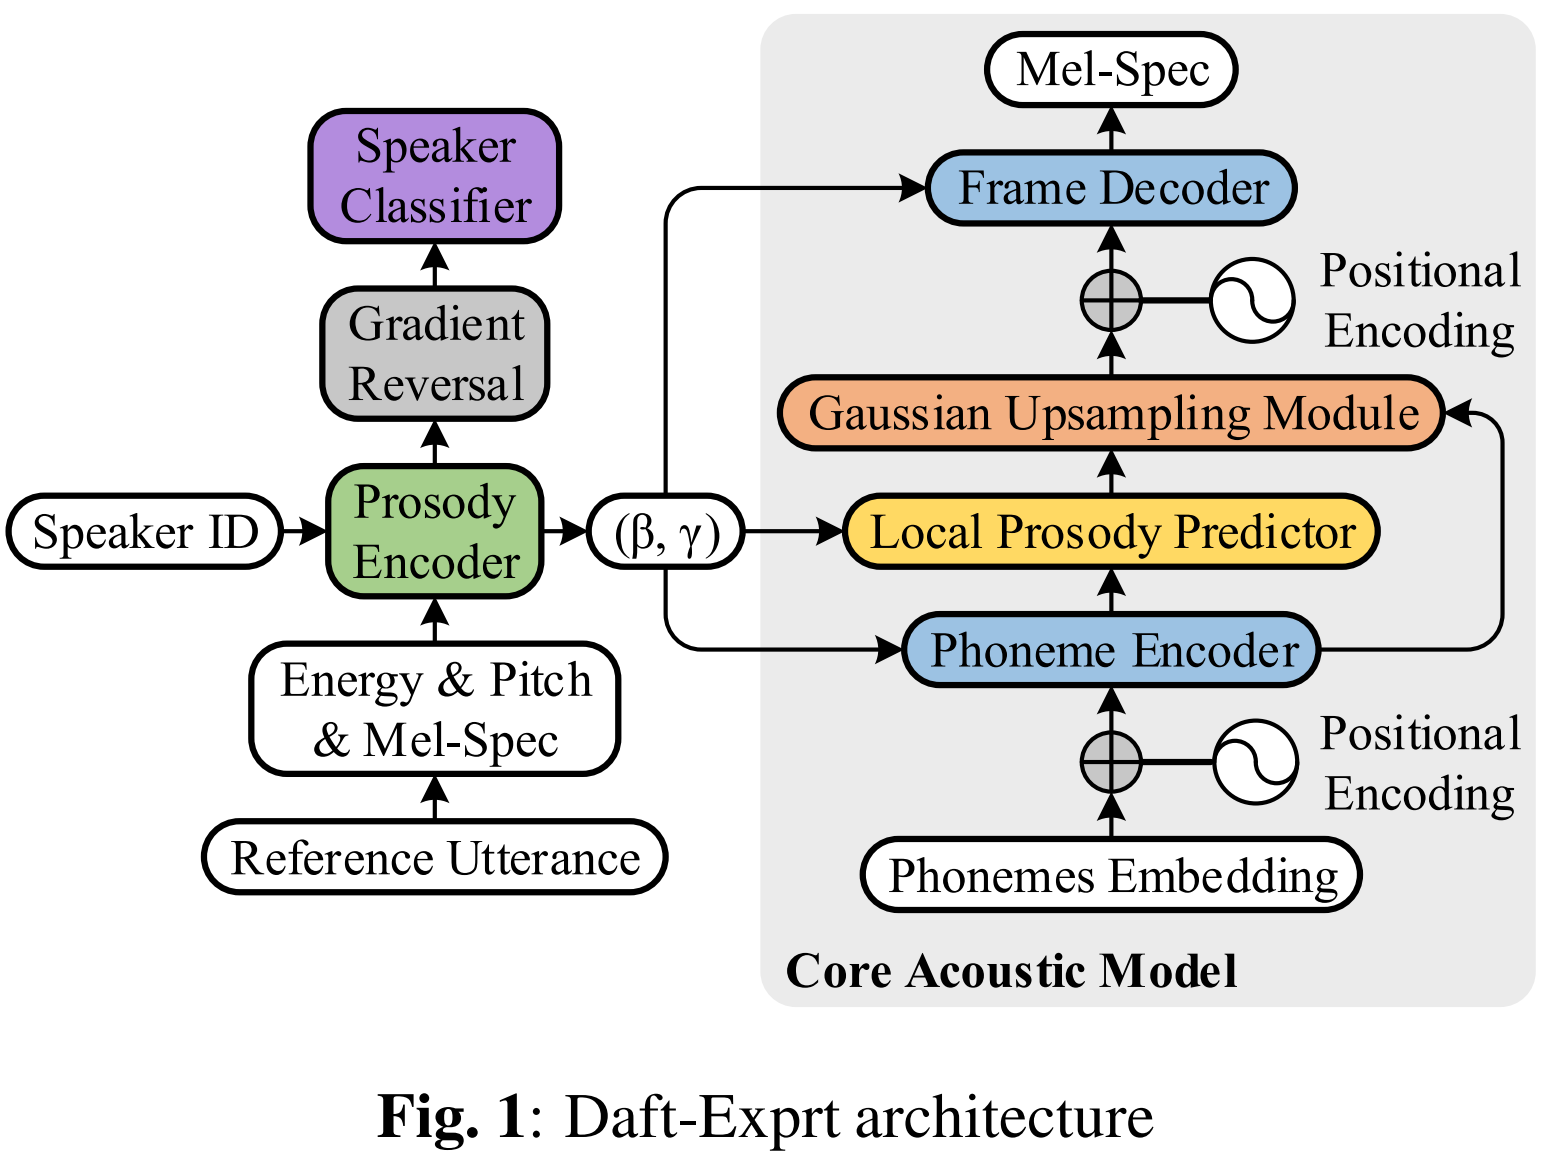 Speaker
Classifier
Gradient
Reversal
Speaker ID
Prosody
Encoder
(β, γ)
Energy & Pitch
& Mel-Spec
Reference Utterance
Mel-Spec
Frame Decoder
Positional
Encoding
Gaussian Upsampling Module
Local Prosody Predictor
Phoneme Encoder
Positional
Encoding
Phonemes Embedding
Core Acoustic Model
Fig. 1: Daft-Exprt architecture